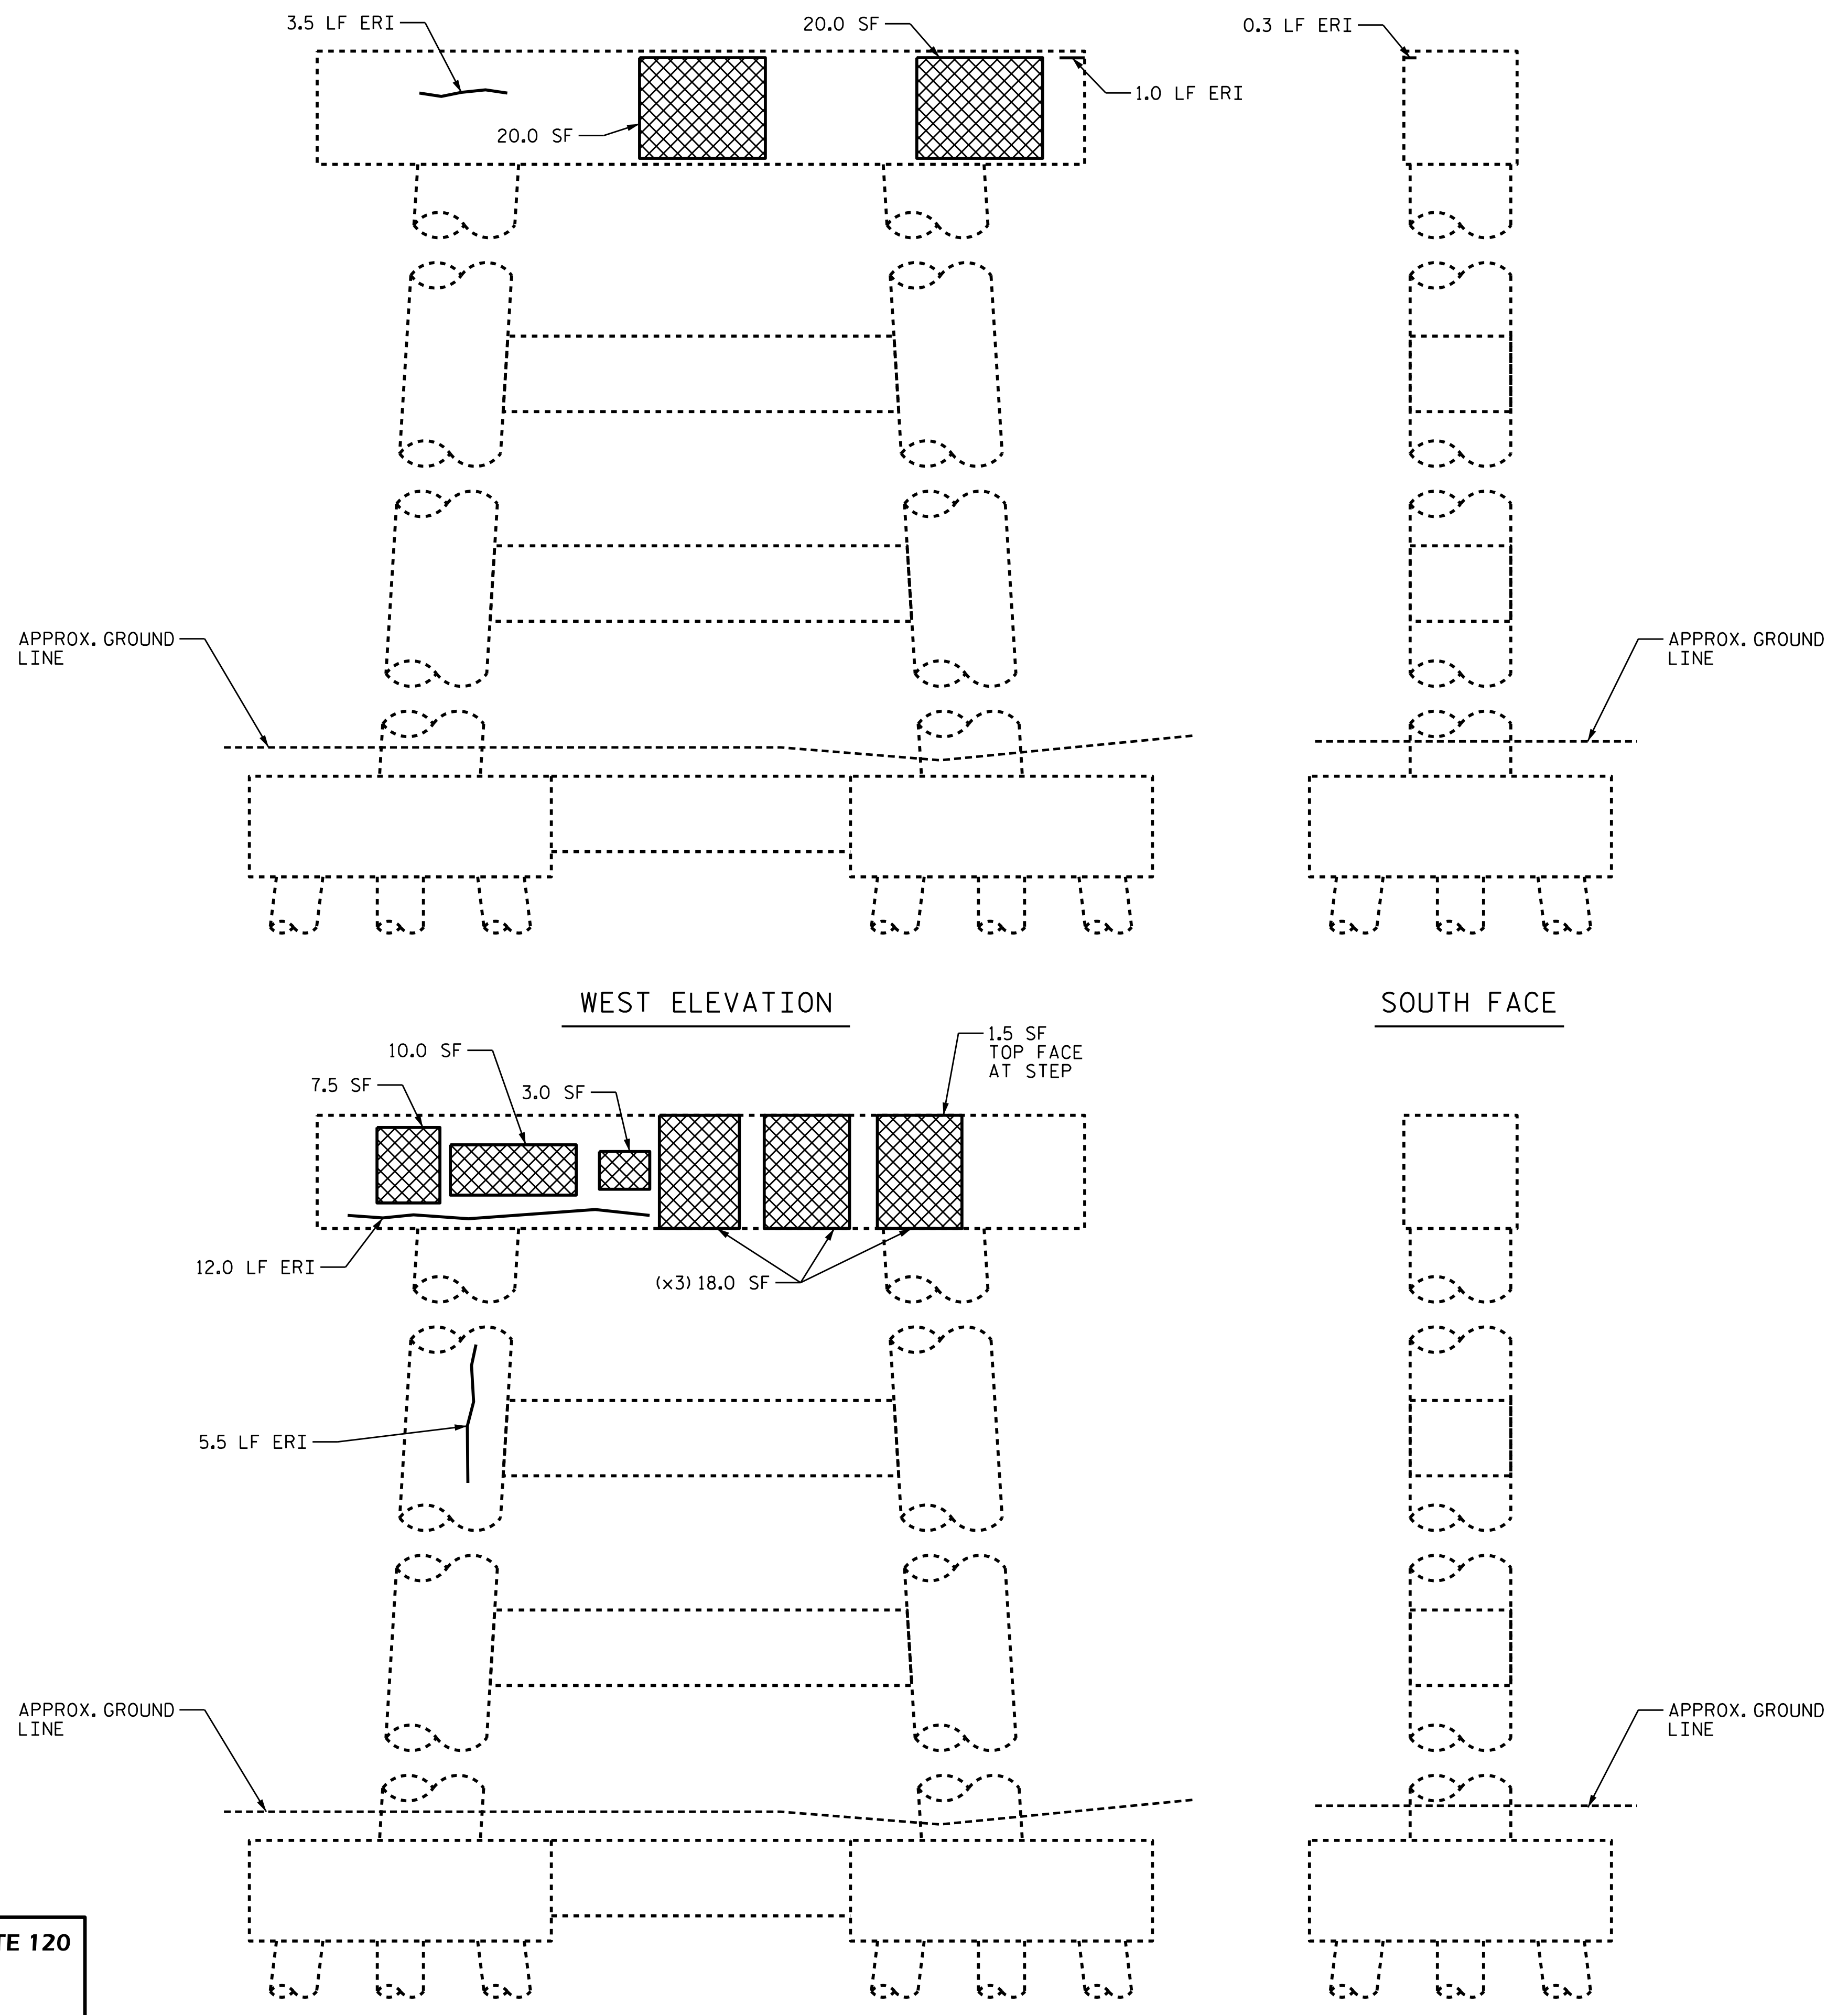 3.5 LF ERI
20.0 SF
0.3 LF ERI
1.0 LF ERI
20.0 SF
APPROX. GROUND
LINE
APPROX. GROUND
LINE
WEST ELEVATION
SOUTH FACE
1.5 SF
TOP FACE
AT STEP
10.0 SF
7.5 SF
3.0 SF
12.0 LF ERI
(x3) 18.0 SF
5.5 LF ERI
APPROX. GROUND
LINE
APPROX. GROUND
LINE
120